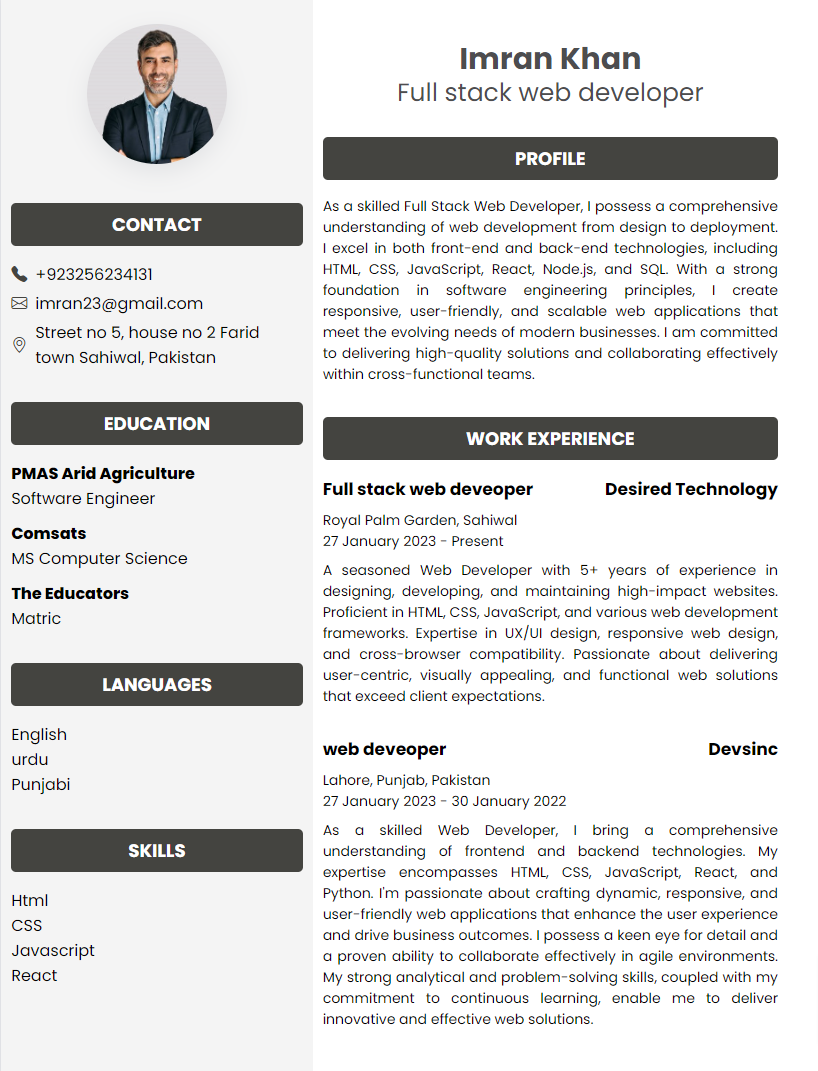 Imran Khan
Full stack web developer
CONTACT
+923256234131
imran23@gmail.com
Street no 5, house no 2 Farid
town Sahiwal, Pakistan
EDUCATION
PMAS Arid Agriculture
Software Engineer
Comsats
MS Computer Science
The Educators
Matric
LANGUAGES
English
urdu
Punjabi
SKILLS
Html
CSS
Javascript
React
PROFILE
As a skilled Full Stack Web Developer, I possess a comprehensive
understanding of web development from design to deployment.
I excel in both front-end and back-end technologies, including
HTML, CSS, JavaScript, React, Node.js, and SQL. With a strong
foundation in software engineering principles, I create
responsive, user-friendly, and scalable web applications that
meet the evolving needs of modern businesses. I am committed
to delivering high-quality solutions and collaborating effectively
within cross-functional teams.
WORK EXPERIENCE
Full stack web deveoper Desired Technology
Royal Palm Garden, Sahiwal
27 January 2023 - Present
A seasoned Web Developer with 5+ years of experience in
designing, developing, and maintaining high-impact websites.
Proficient in HTML, CSS, JavaScript, and various web development
frameworks. Expertise in UX/UI design, responsive web design,
and cross-browser compatibility. Passionate about delivering
user-centric, visually appealing, and functional web solutions
that exceed client expectations.
web deveoper Devsinc
Lahore, Punjab, Pakistan
27 January 2023 - 30 January 2022
As a skilled Web Developer, I bring a comprehensive
understanding of frontend and backend technologies. My
expertise encompasses HTML, CSS, JavaScript, React, and
Python. I'm passionate about crafting dynamic, responsive, and
user-friendly web applications that enhance the user experience
and drive business outcomes. I possess a keen eye for detail and
a proven ability to collaborate effectively in agile environments.
My strong analytical and problem-solving skills, coupled with my
commitment to continuous learning, enable me to deliver
innovative and effective web solutions.